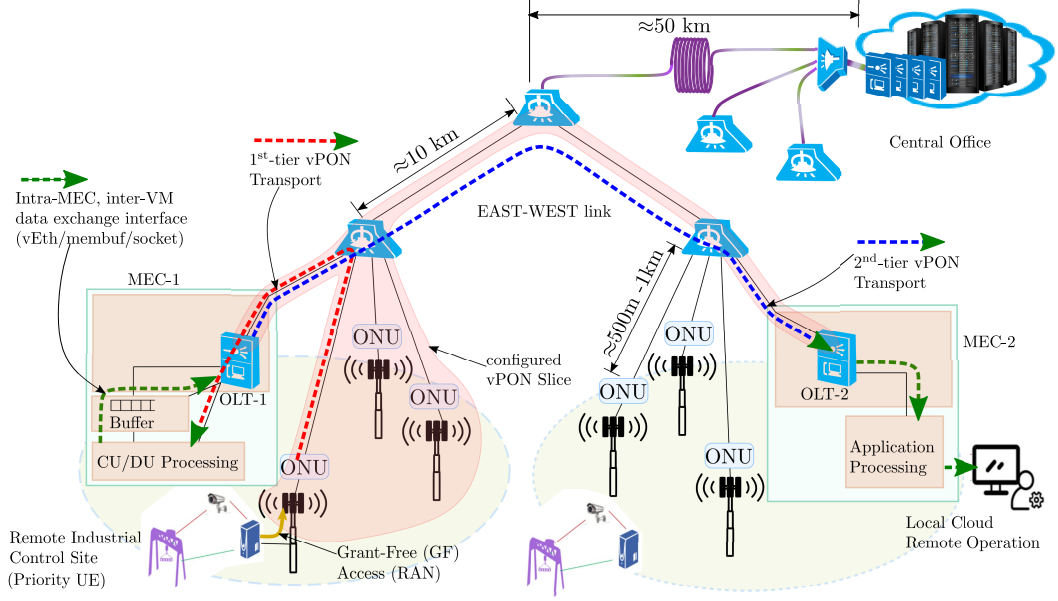 ≈50 km
Central Office
≈10 km
1st-tier vPON
Transport
Intra-MEC, inter-VM
data exchange interface
(vEth/membuf/socket)
EAST-WEST link
2nd-tier vPON
Transport
MEC-1
≈500m -1km
MEC-2
ONU
ONU
ONU
ONU
configured
vPON Slice
OLT-1
OLT-2
Buffer
CU/DU Processing
ONU
ONU
Application
Processing
Remote Industrial
Control Site
(Priority UE)
Grant-Free (GF)
Access (RAN)
Local Cloud
Remote Operation